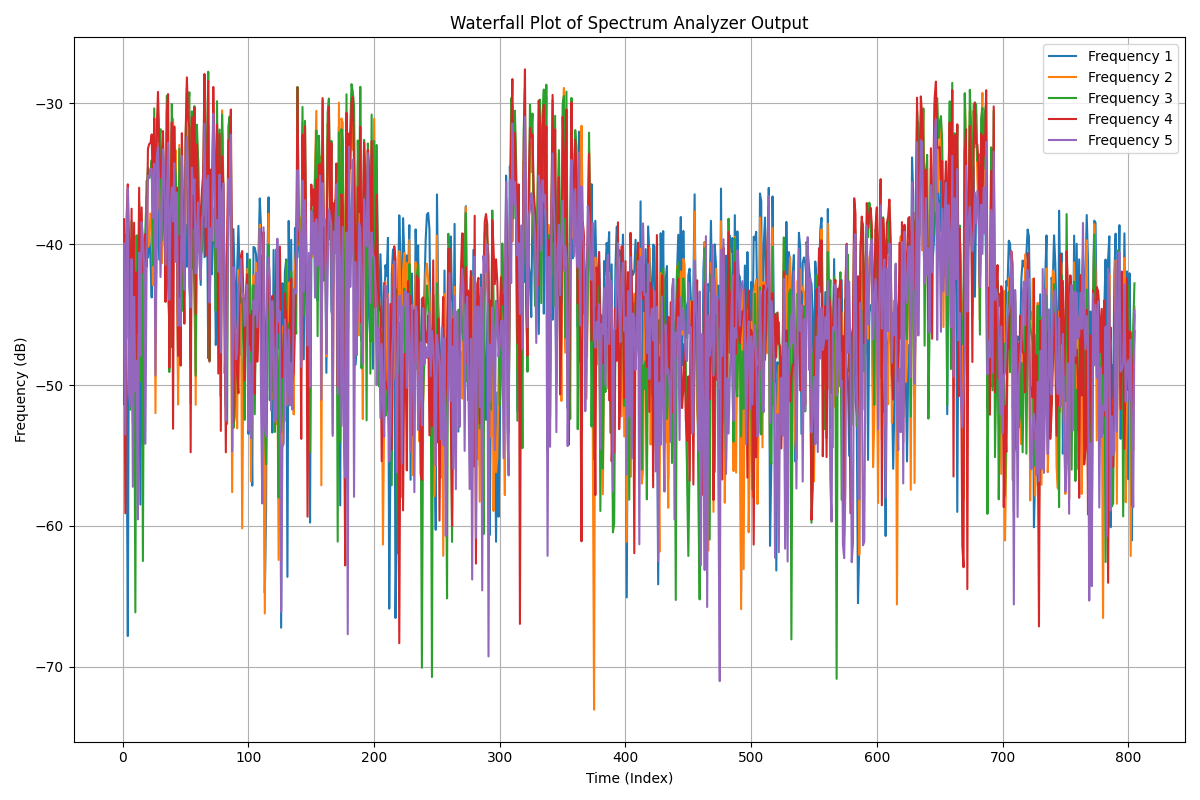 Waterfall Plot of Spectrum Analyzer Output
Frequency (dB)
−30
−40
−50
−60
−70
Frequency 1
Frequency 2
Frequency 3
Frequency 4
Frequency 5
0 100 200 300 400 500 600 700 800
Time (Index)